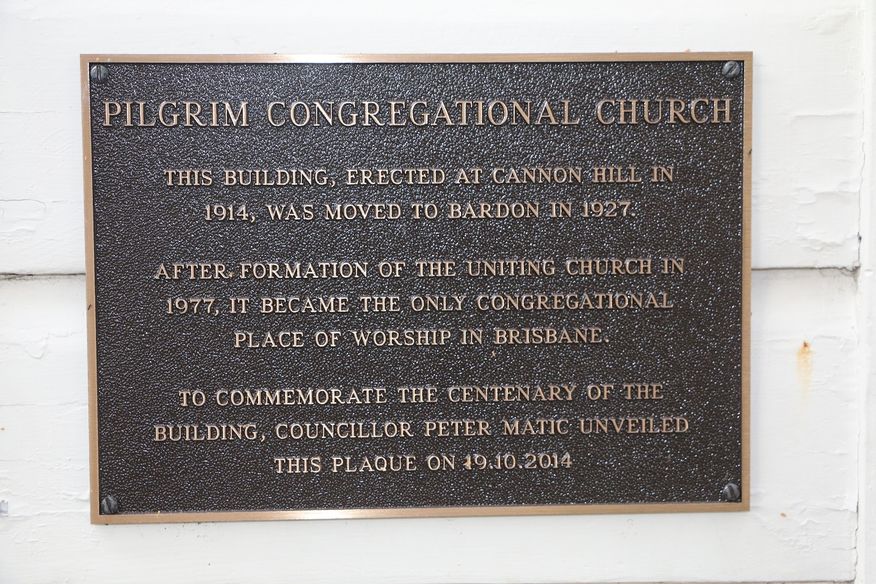 PILGRIM CONGREGATIONAL CHURCH
THIS BUILDING, ERECTED AT CANNON HILL IN
1914, WAS MOVED TO BARDON IN 1927.
AFTER FORMATION OF THE UNITING CHURCH IN
1977, IT BECAME THE ONLY CONGREGATIONAL
PLACE OF WORSHIP IN BRISBANE.
TO COMMEMORATE THE CENTENARY OF THE
BUILDING, COUNCILLOR PETER MATIC UNVEILED
THIS PLAQUE ON 19.10.2014